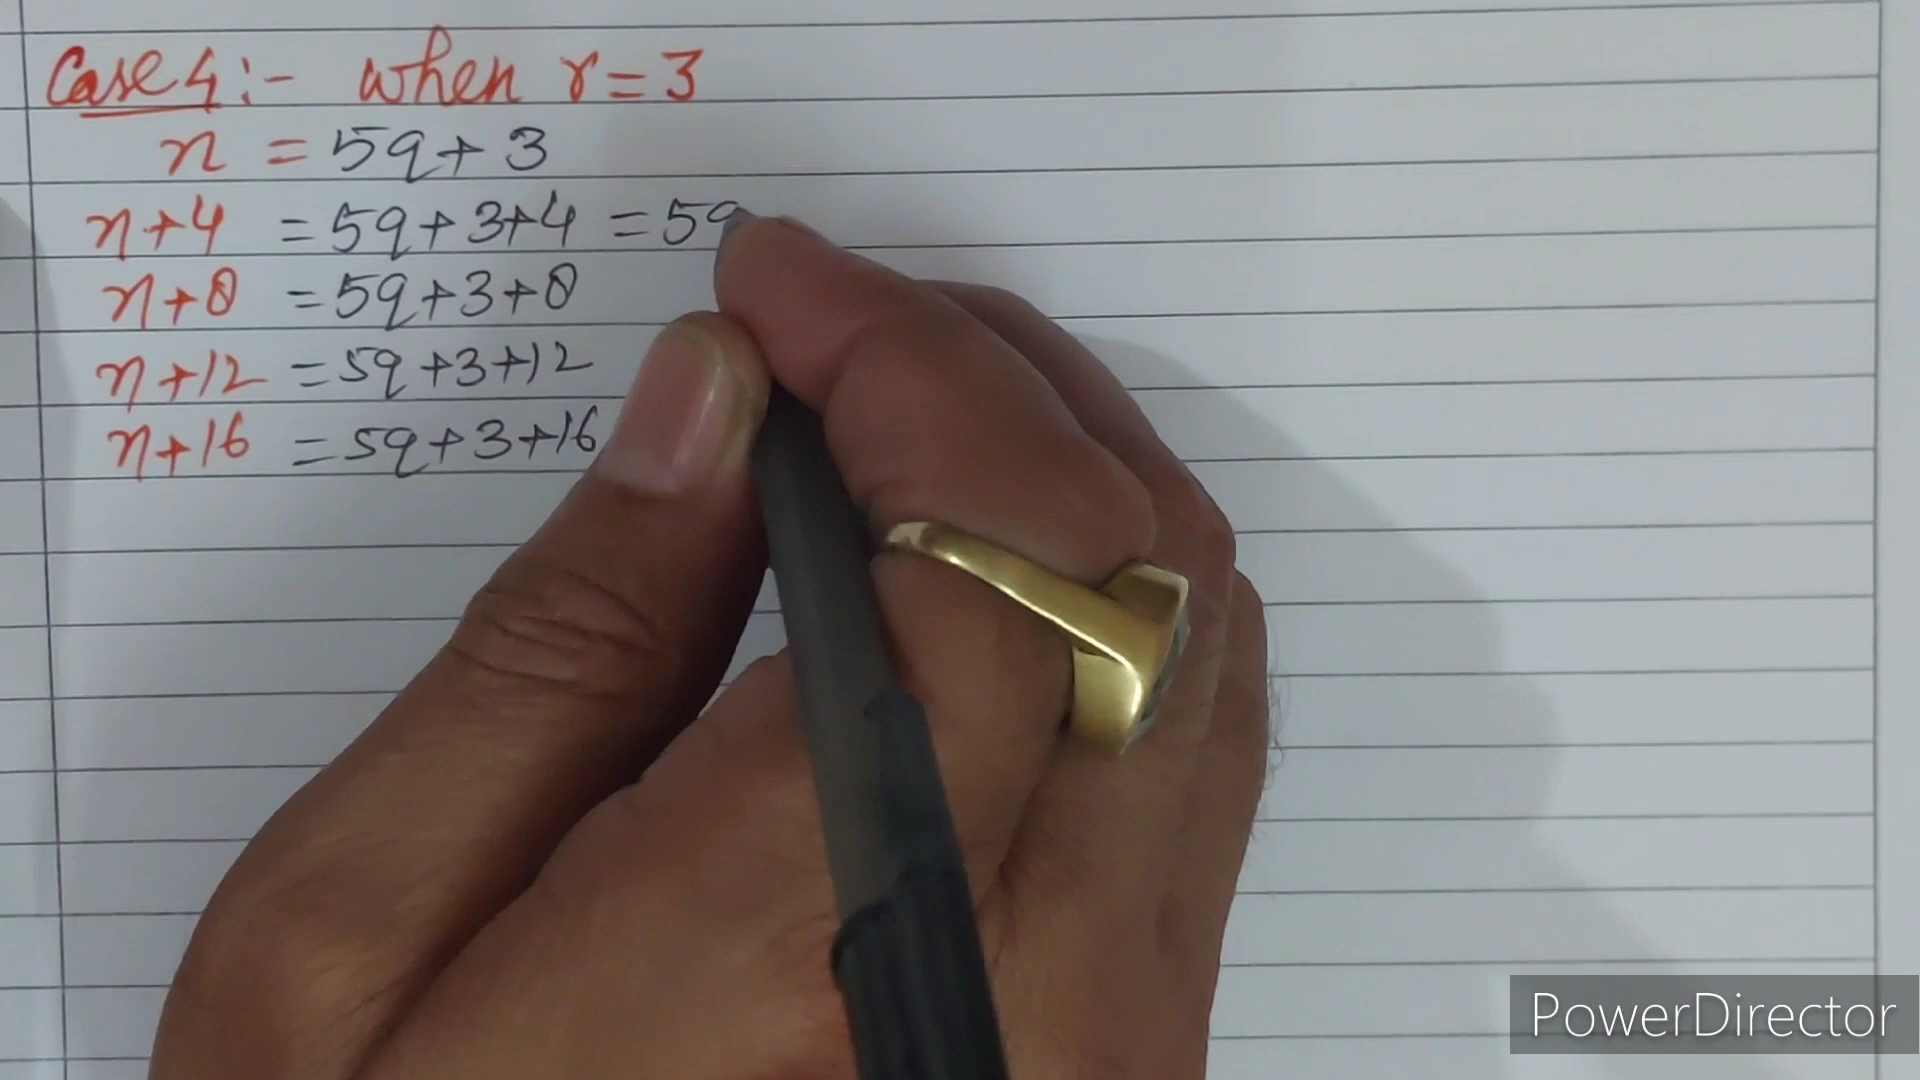 Case 4:- when r=3
n = 5q+3
n+4 = 5q+3+4 = 5q
n+8 = 5q+3+8
n+12 = 5q+3+12
n+16 = 5q+3+16
PowerDirector